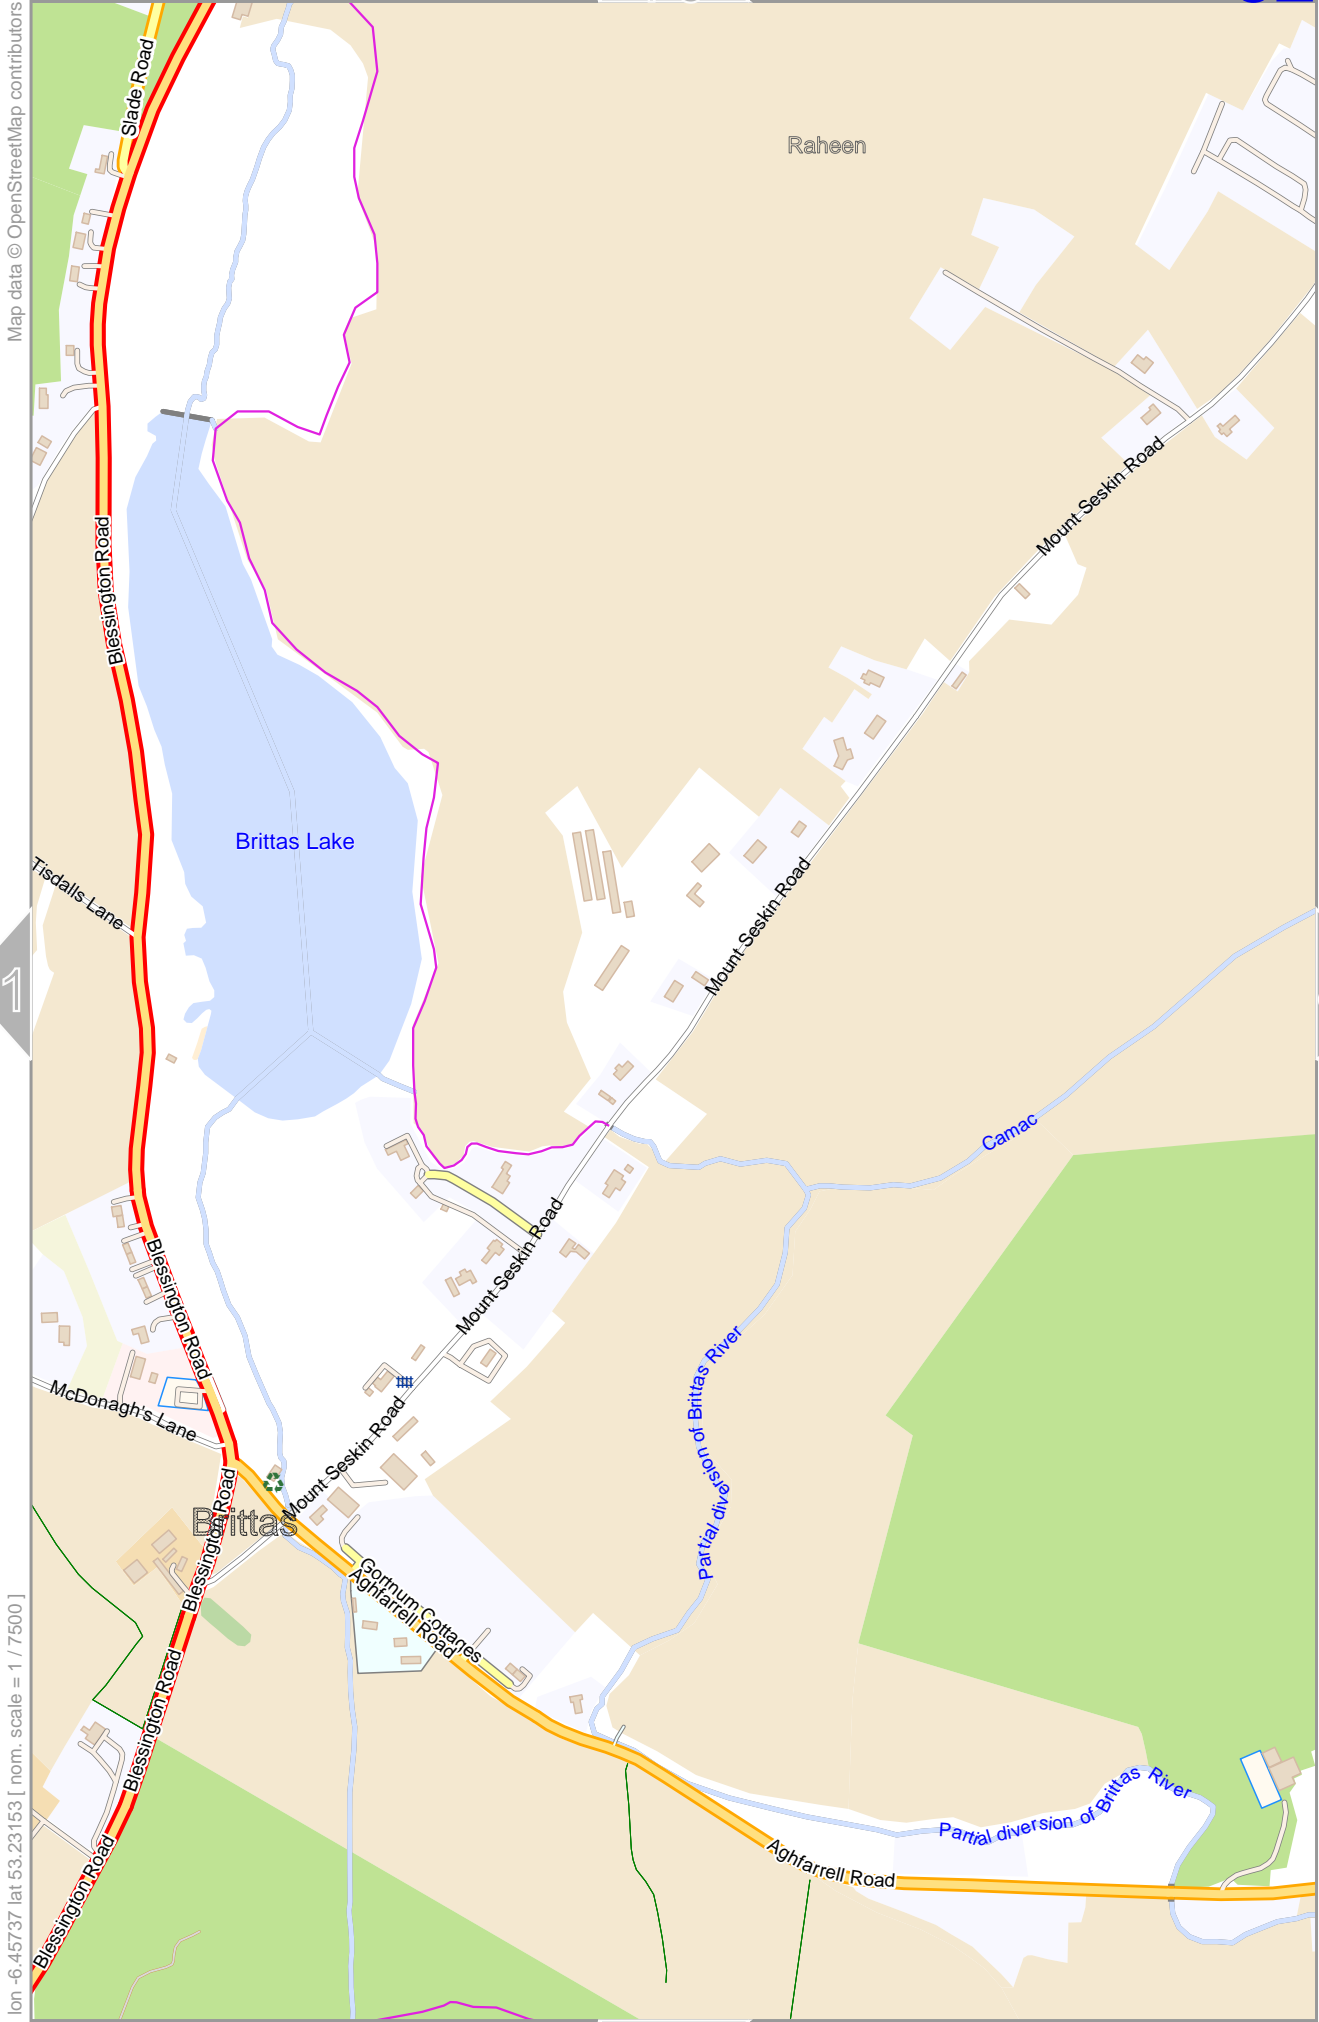 Map data © OpenStreetMap contributors
Slade Road
Raheen
Mount Seskin Road
Blessington Road
Brittas Lake
Tisdalls Lane
Mount Seskin Road
1
Camac
Mount Seskin Road
Blessington Road
Partial diversion of Brittas River
McDonagh's Lane
Mount Seskin Road
Blessington Road
Brittas
Gortnum Cottages
Aghfarrell Road
Blessington Road
Partial diversion of Brittas River
Aghfarrell Road
Blessington Road
lon -6.45737 lat 53.23153 [ nom. scale = 1 / 7500 ]